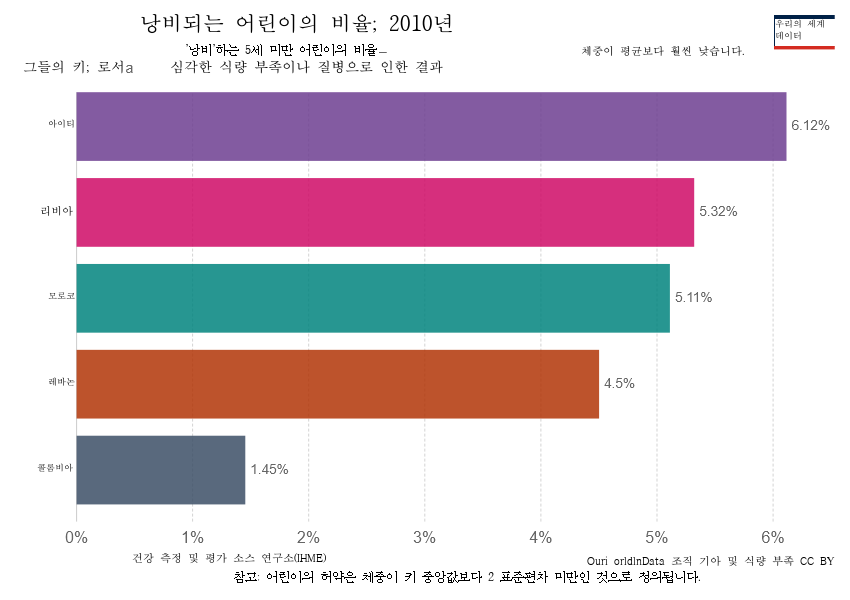 낭비되는 어린이의 비율; 2010년
우리의 세계
데이터
'낭비'하는 5세 미만 어린이의 비율_
체중이 평균보다 훨씬 낮습니다.
그들의 키; 로서a 심각한 식량 부족이나 질병으로 인한 결과
아이티 6.12%
리비아 5.32%
모로코 5.11%
레바논 4.5%
콜롬비아 1.45%
0% 1% 2% 3% 4% 5% 6%
건강 측정 및 평가 소스 연구소(IHME)
Ouri orldInData 조직 기아 및 식량 부족 CC BY
참고: 어린이의 허약은 체중이 키 중앙값보다 2 표준편차 미만인 것으로 정의됩니다.